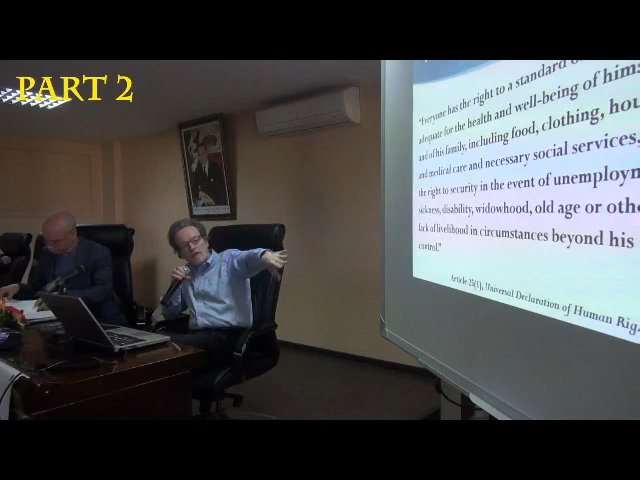 PART 2
"Everyone has the right to a standard
adequate for the health and well-being of
and of his family, including food, clothing,
and medical care and necessary social services,
the right to security in the event of
sickness, disability, widowhood, old age or
lack of livelihood in circumstances beyond his
control."
Article 25(1), Universal Declaration of Human